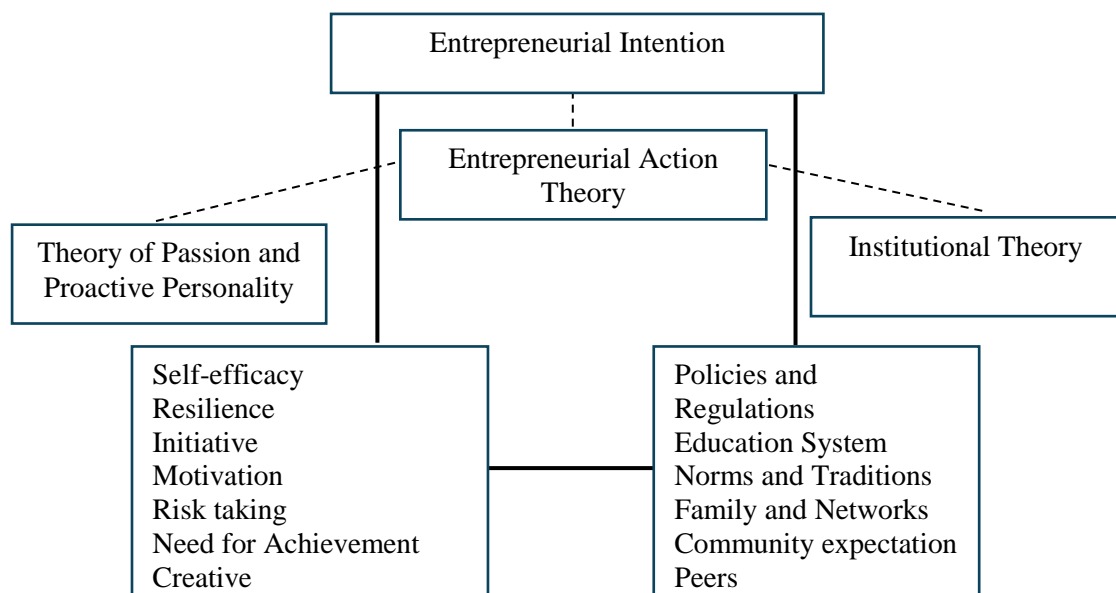 Entrepreneurial Intention
Entrepreneurial Action
Theory
Theory of Passion and
Proactive Personality
Institutional Theory
Self-efficacy
Resilience
Initiative
Motivation
Risk taking
Need for Achievement
Creative
Policies and
Regulations
Education System
Norms and Traditions
Family and Networks
Community expectation
Peers